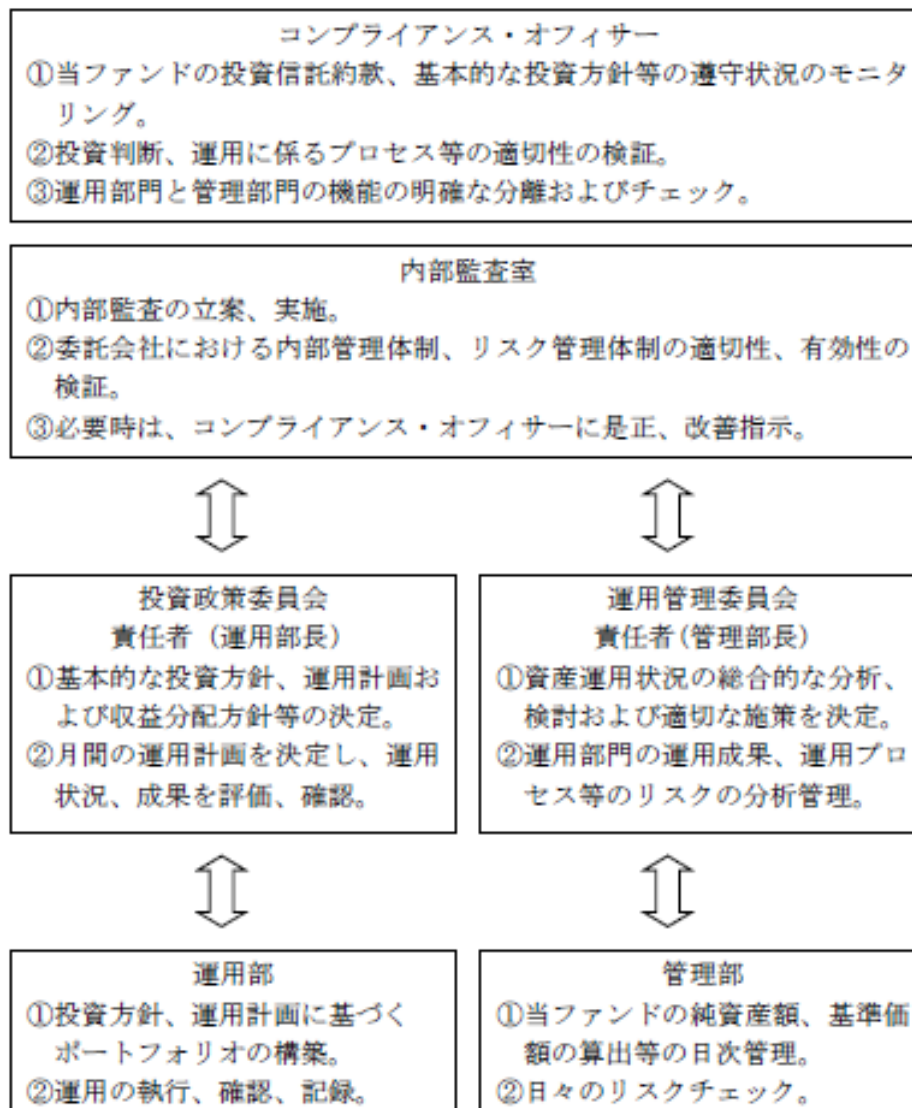 コンプライアンス・オフィサー
①当ファンドの投資信託約款、基本的な投資方針等の遵守状況のモニタ
リング。
②投資判断、運用に係るプロセス等の適切性の検証。
③運用部門と管理部門の機能の明確な分離およびチェック。
内部監査室
①内部監査の立案、実施。
②委託会社における内部管理体制、リスク管理体制の適切性、有効性の
検証。
③必要時は、コンプライアンス・オフィサーに是正、改善指示。
投資政策委員会
責任者（運用部長）
①基本的な投資方針、運用計画お
よび収益分配方針等の決定。
②月間の運用計画を決定し、運用
状況、成果を評価、確認。
運用管理委員会
責任者(管理部長)
①資産運用状況の総合的な分析、
検討および適切な施策を決定。
②運用部門の運用成果、運用プロ
セス等のリスクの分析管理。
運用部
①投資方針、運用計画に基づく
ポートフォリオの構築。
②運用の執行、確認、記録。
管理部
①当ファンドの純資産額、基準価
額の算出等の日次管理。
②日々のリスクチェック。